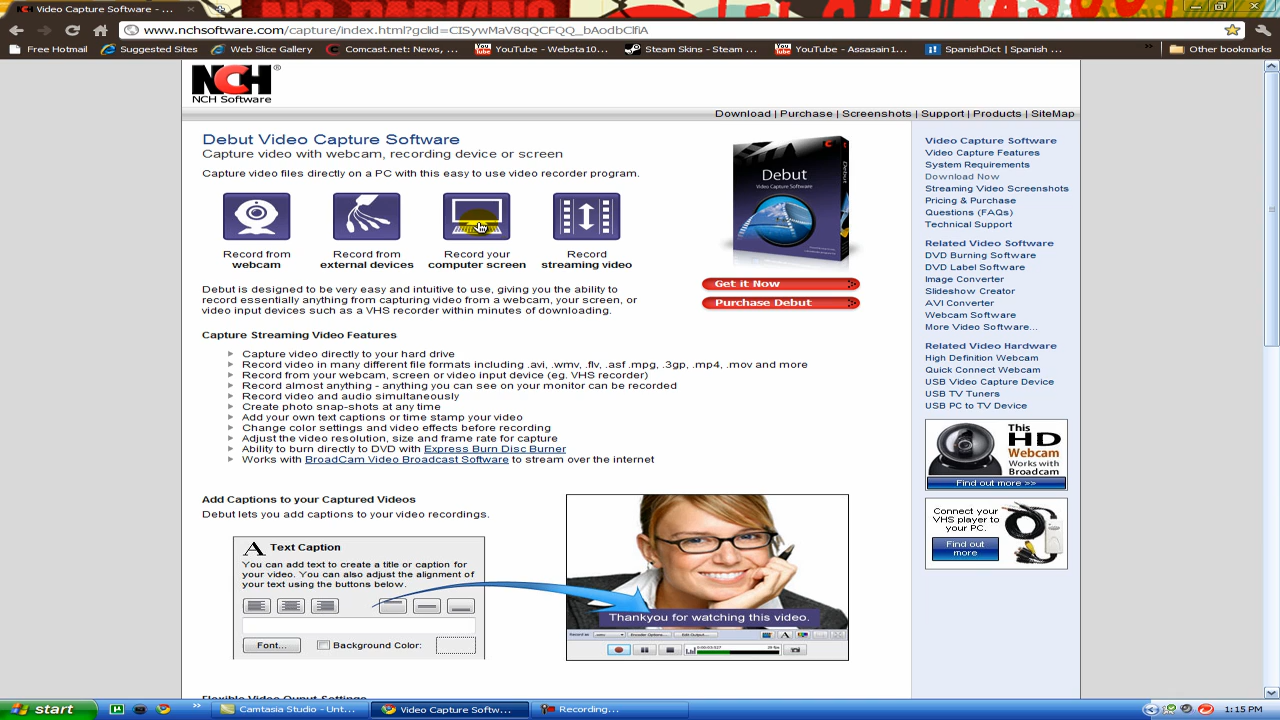 NCH Software - ...
www.nchsoftware.com/capture/index.html?gclid=CISywMaV8qQCFQQ_bAodbClfiA
Free Hotmail
Suggested Sites
Web Slice Gallery
Comcast.net: News, ...
YouTube - Websta10...
Steam Skins - Steam ...
YouTube - Assasain1...
SpanishDict | Spanish ...
Other bookmarks
NCH
NCH Software
Download | Purchase | Screenshots | Support | Products | SiteMap
Debut Video Capture Software
Capture video with webcam, recording device or screen
Capture video files directly on a PC with this easy to use video recorder program.
Record from
webcam
Record from
external devices
Record your
computer screen
Record
streaming video
Debut is designed to be very easy and intuitive to use, giving you the ability to
record essentially anything from capturing video from a webcam, your screen, or
video input devices such as a VHS recorder within minutes of downloading.
Debut
Video Capture Software
Debut
Get it Now
Purchase Debut
Capture Streaming Video Features
Capture video directly to your hard drive
Record video in many different file formats including .avi, .wmv, .flv, .asf .mpg, .3gp, .mp4, .mov and more
Record from your webcam, screen or video input device (eg. VHS recorder)
Record almost anything - anything you can see on your monitor can be recorded
Record video and audio simultaneously
Create photo snap-shots at any time
Add your own text captions or time stamp your video
Change color settings and video effects before recording
Adjust the video resolution, size and frame rate for capture
Ability to burn directly to DVD with Express Burn Disc Burner
Works with BroadCam Video Broadcast Software to stream over the internet
Add Captions to your Captured Videos
Debut lets you add captions to your video recordings.
A Text Caption
You can add text to create a title or caption for
your video. You can also adjust the alignment of
your text using the buttons below.
Font...
Background Color:
Thankyou for watching this video.
Record as
.wmv
Encoder Options...
Edit Output...
Flexible Video Ouput Settings
Video Capture Software
Video Capture Features
System Requirements
Download Now
Streaming Video Screenshots
Pricing & Purchase
Questions (FAQs)
Technical Support
Related Video Software
DVD Burning Software
DVD Label Software
Image Converter
Slideshow Creator
AVI Converter
Webcam Software
More Video Software...
Related Video Hardware
High Definition Webcam
Quick Connect Webcam
USB Video Capture Device
USB TV Tuners
USB PC to TV Device
This
HD
Webcam
Works with
Broadcam
Find out more >>
Connect your
VHS player to
your PC.
Find out
more
start
Camtasia Studio - Unt...
Video Capture Softw...
Recording...
1:15 PM